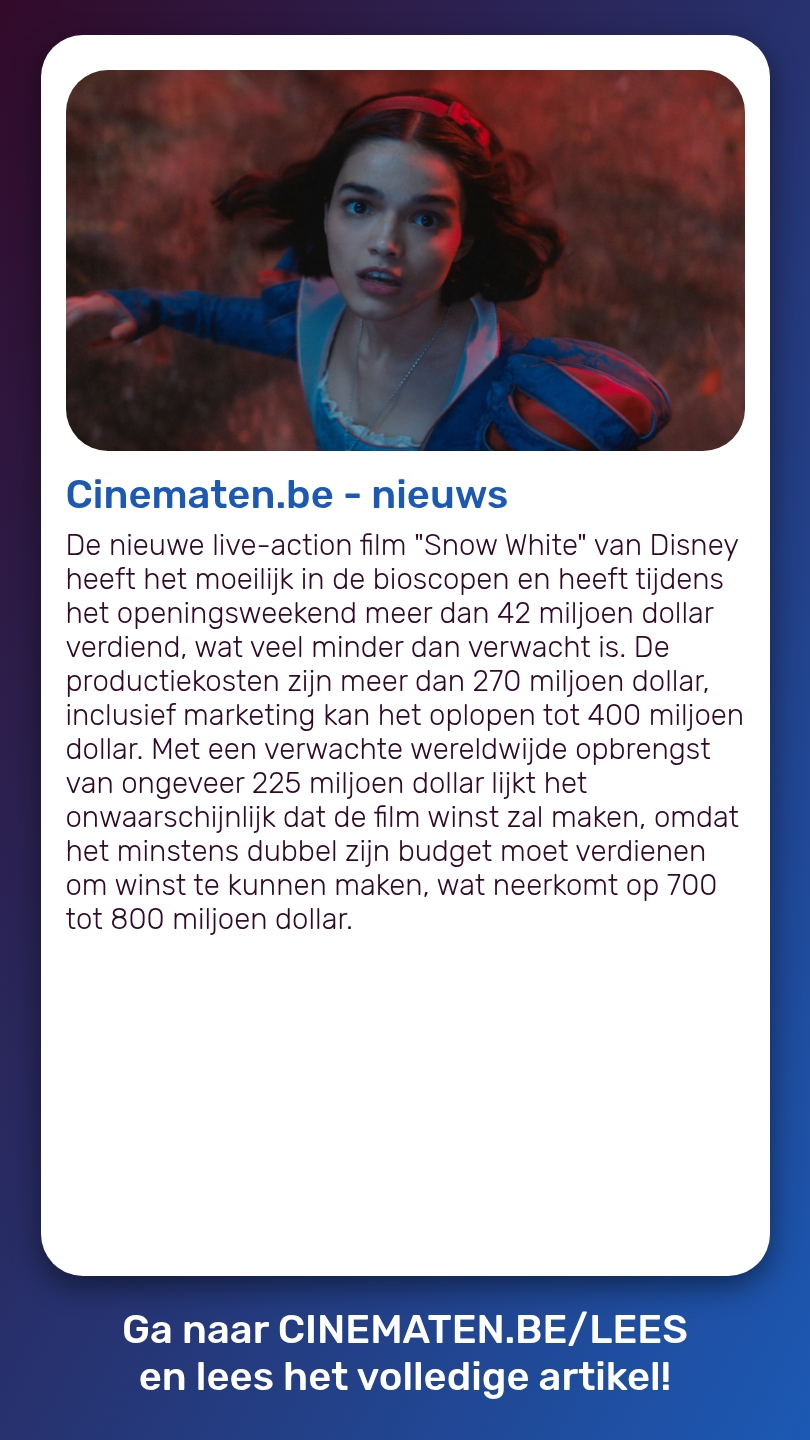 Cinematen.be - nieuws
De nieuwe live-action film "Snow White" van Disney
heeft het moeilijk in de bioscopen en heeft tijdens
het openingsweekend meer dan 42 miljoen dollar
verdiend, wat veel minder dan verwacht is. De
productiekosten zijn meer dan 270 miljoen dollar,
inclusief marketing kan het oplopen tot 400 miljoen
dollar. Met een verwachte wereldwijde opbrengst
van ongeveer 225 miljoen dollar lijkt het
onwaarschijnlijk dat de film winst zal maken, omdat
het minstens dubbel zijn budget moet verdienen
om winst te kunnen maken, wat neerkomt op 700
tot 800 miljoen dollar.
Ga naar CINEMATEN.BE/LEES
en lees het volledige artikel!